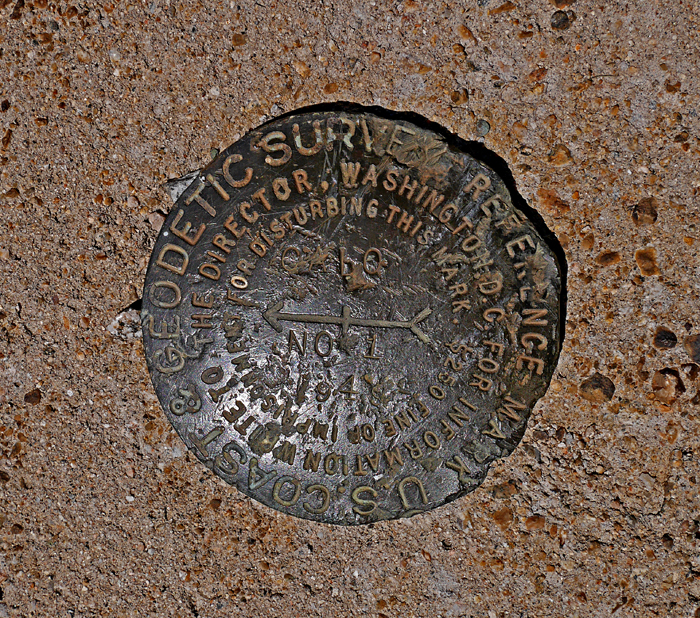 U.S. COAST & GEODETIC SURVEY REFERENCE MARK
WRITE TO THE DIRECTOR, WASHINGTON, D.C. FOR INFORMATION
$250 FINE OR IMPRISONMENT FOR DISTURBING THIS MARK.
NO 1